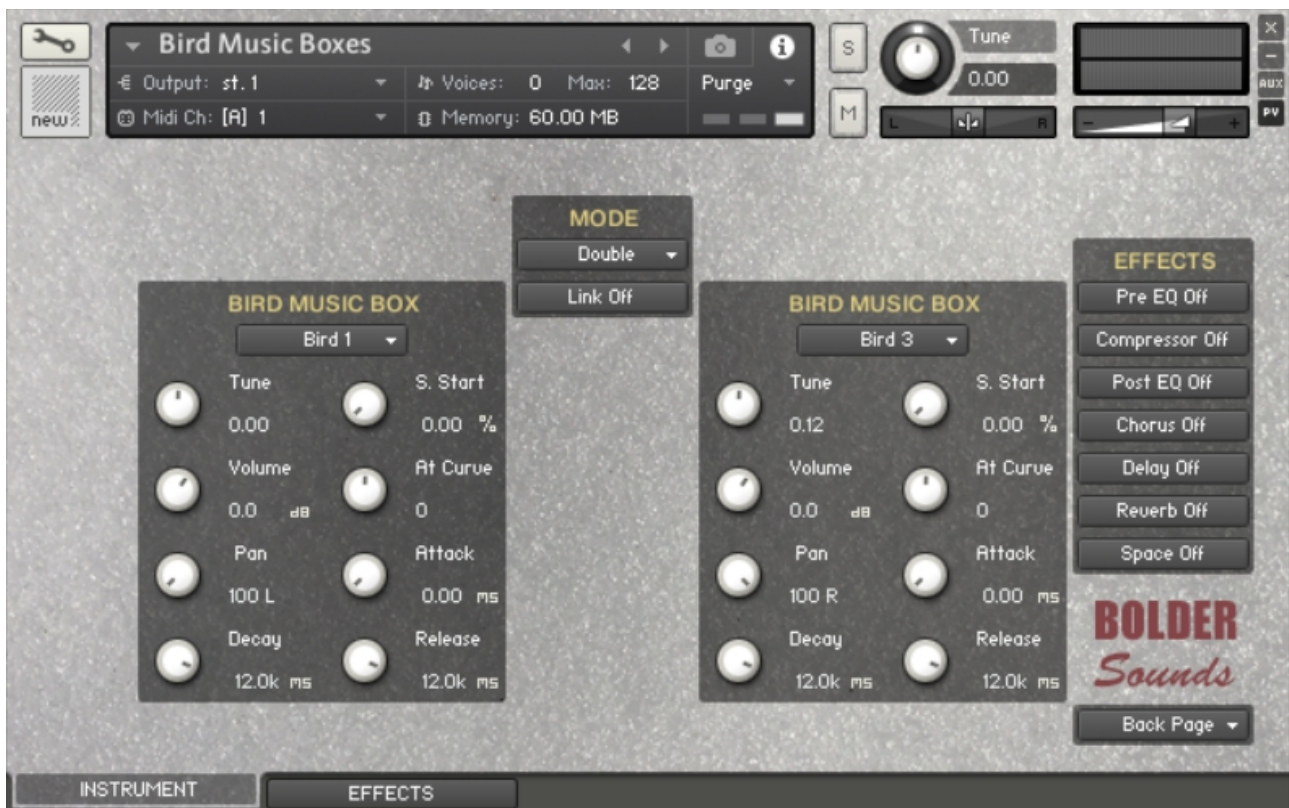 Bird Music Boxes
Output: st.1
Voices: 0 Max: 128
Purge
Midi Ch: [A] 1
Memory: 60.00 MB
new
S
M
Tune
0.00
L
R
-
+
×
-
AUX
PV
MODE
Double
Link Off
BIRD MUSIC BOX
Bird 1
Tune
S. Start
0.00
0.00 %
Volume
At Curve
0.0 dB
0
Pan
Attack
100 L
0.00 ms
Decay
Release
12.0k ms
12.0k ms
BIRD MUSIC BOX
Bird 3
Tune
S. Start
0.12
0.00 %
Volume
At Curve
0.0 dB
0
Pan
Attack
100 R
0.00 ms
Decay
Release
12.0k ms
12.0k ms
EFFECTS
Pre EQ Off
Compressor Off
Post EQ Off
Chorus Off
Delay Off
Reverb Off
Space Off
BOLDER
Sounds
Back Page
INSTRUMENT
EFFECTS